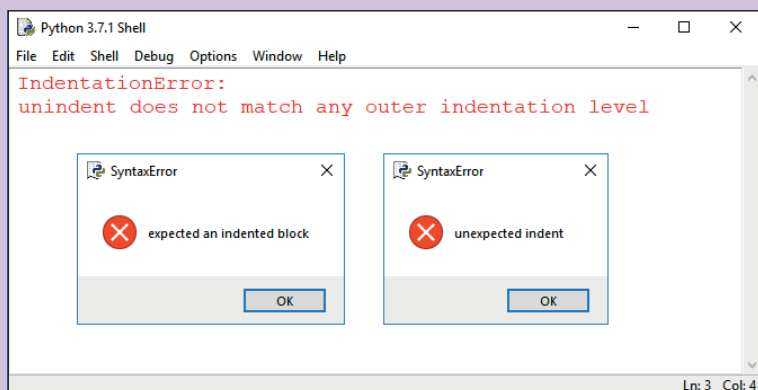 Python 3.7.1 Shell
File Edit Shell Debug Options Window Help
IndentationError:
unindent does not match any outer indentation level
SyntaxError
expected an indented block
OK
SyntaxError
unexpected indent
OK
Ln: 3 Col: 4